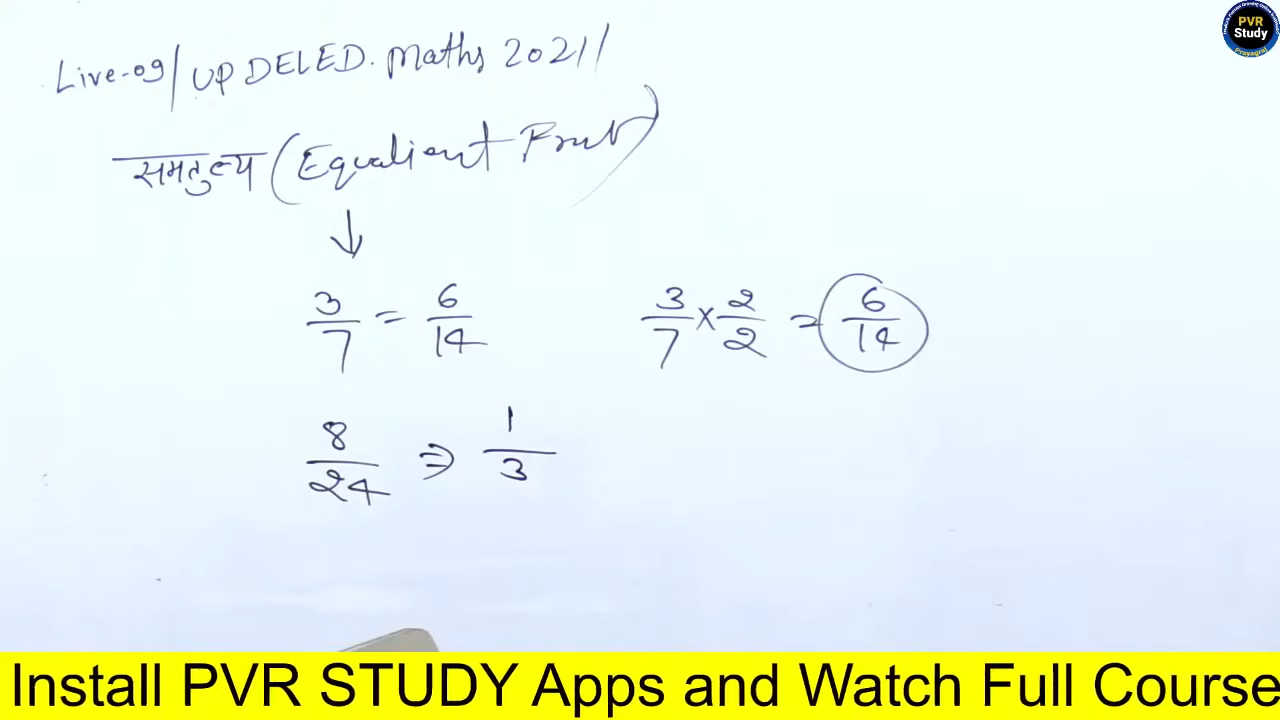 Live-09/UP DELED. Maths 2021/
समतुल्य (Equalient
↓
3/7 = 6/14    3/7 × 2/2 = 6/14
8/24 ⇒ 1/3
PVR
Study
Prayagraj
Install PVR STUDY Apps and Watch Full Course